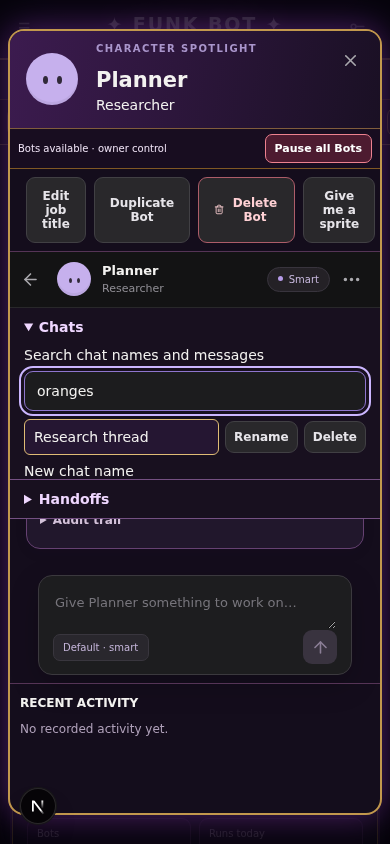 ✦ FUNK BOT ✦
CHARACTER SPOTLIGHT
Planner
Researcher
Bots available · owner control
Pause all Bots
Edit job title
Duplicate Bot
Delete Bot
Give me a sprite
Planner
Researcher
Smart
Chats
Search chat names and messages
oranges
Research thread
Rename
Delete
New chat name
Handoffs
Audit trail
Give Planner something to work on...
Default · smart
RECENT ACTIVITY
No recorded activity yet.
N
Bots
Runs today